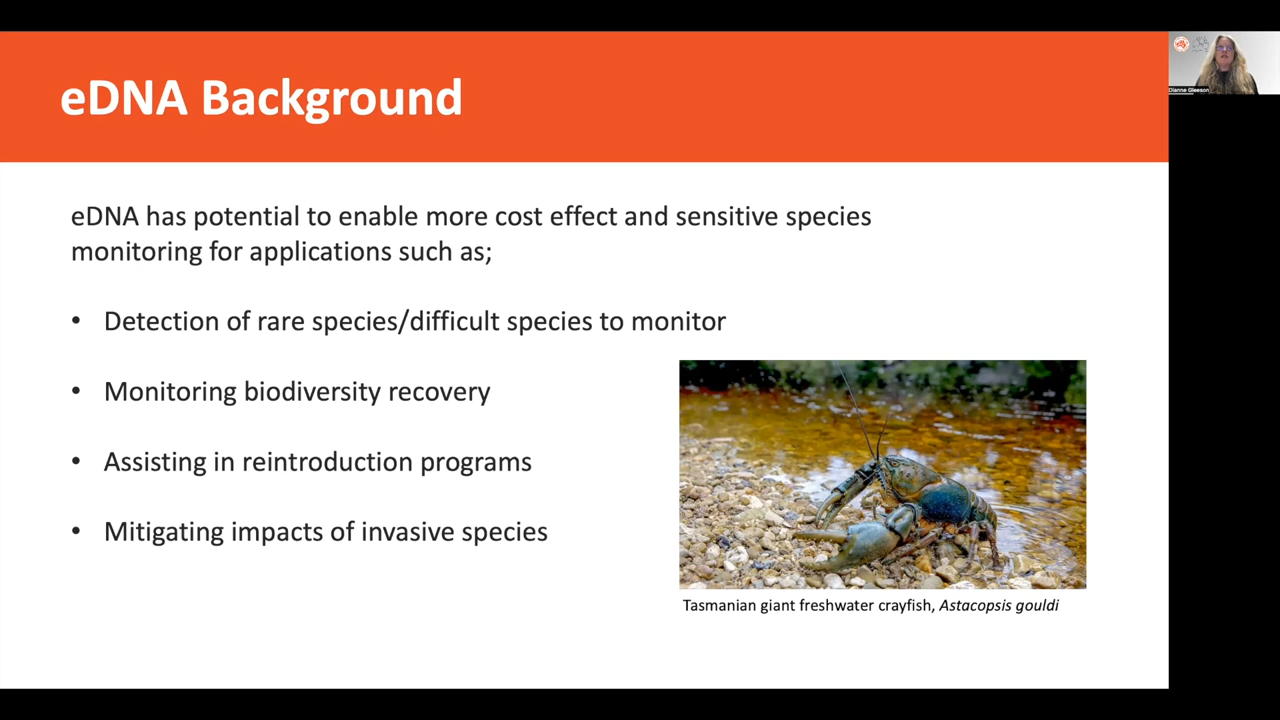 eDNA Background
Dianne Gleeson
eDNA has potential to enable more cost effect and sensitive species
monitoring for applications such as;
• Detection of rare species/difficult species to monitor
• Monitoring biodiversity recovery
• Assisting in reintroduction programs
• Mitigating impacts of invasive species
Tasmanian giant freshwater crayfish, Astacopsis gouldi